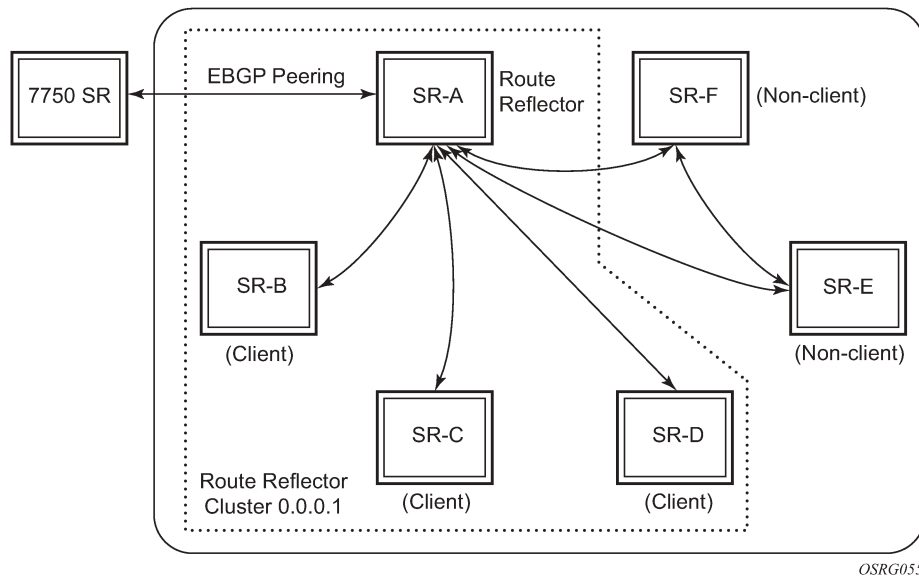 7750 SR
EBGP Peering
SR-A
Route
Reflector
SR-F
(Non-client)
SR-B
(Client)
SR-E
(Non-client)
SR-C
(Client)
SR-D
(Client)
Route Reflector
Cluster 0.0.0.1